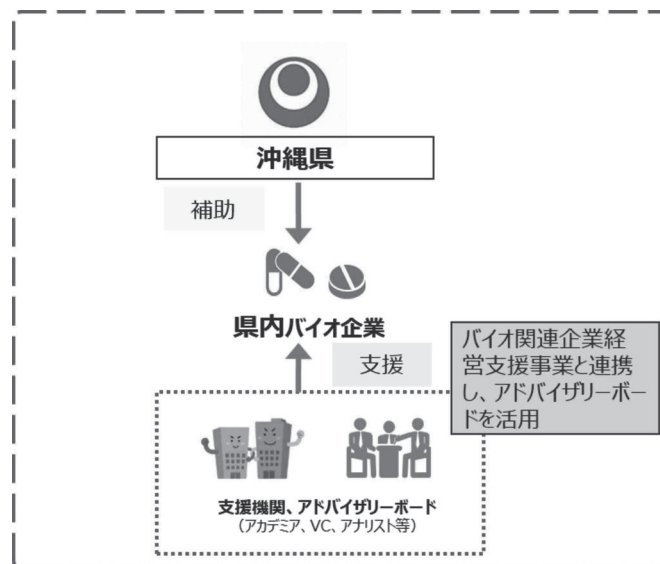 沖縄県
補助
県内バイオ企業
支援
バイオ関連企業経
営支援事業と連携
し、アドバイザリーボー
ドを活用
支援機関、アドバイザリーボード
（アカデミア、VC、アナリスト等）